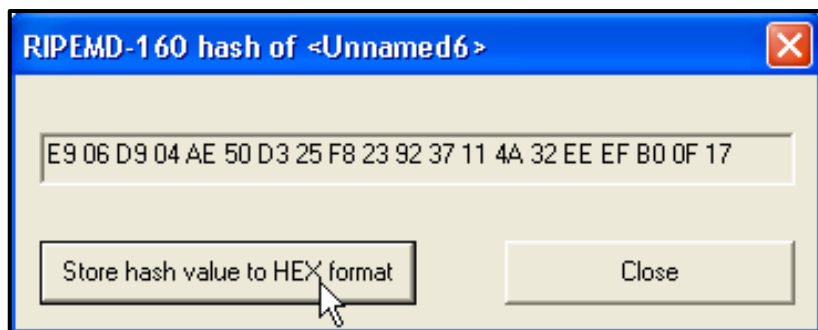 RIPEMD-160 hash of <Unnamed6>
E9 06 D9 04 AE 50 D3 25 F8 23 92 37 11 4A 32 EE EF B0 0F 17
Store hash value to HEX format
Close